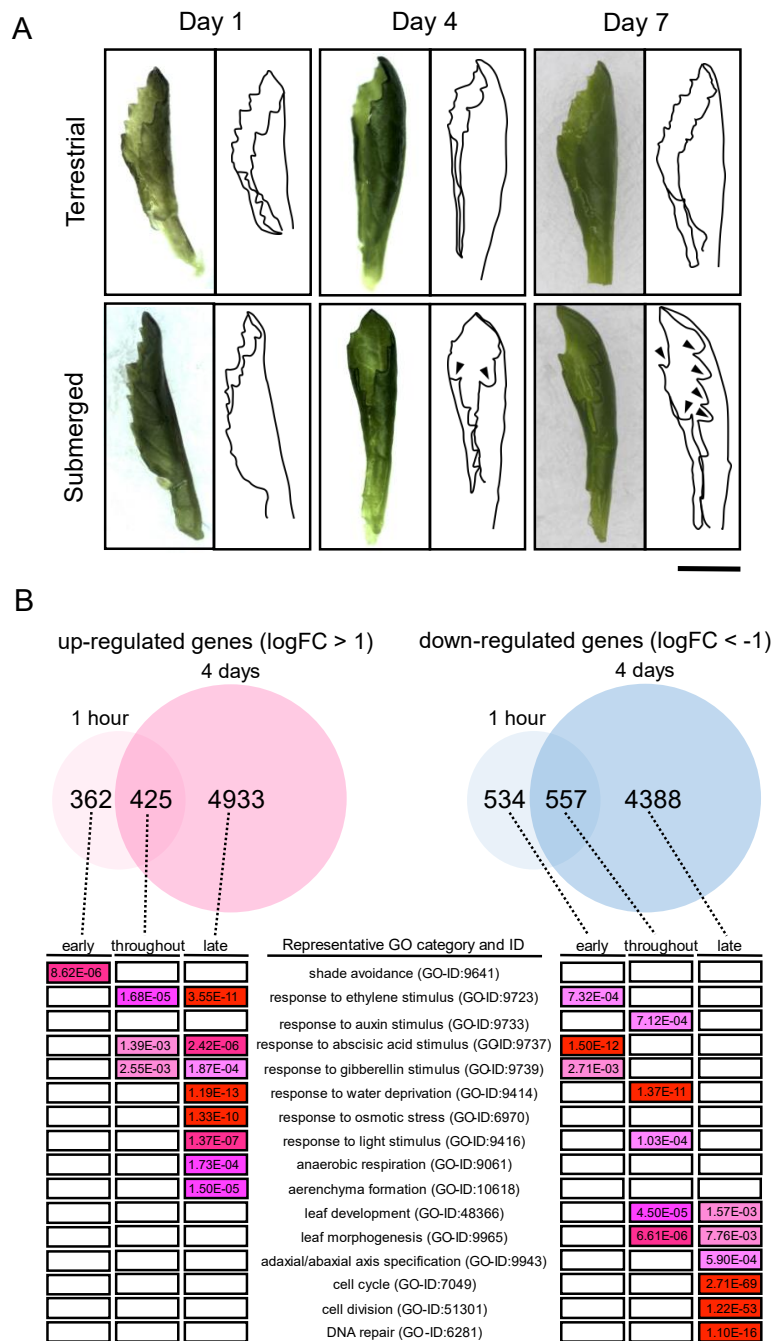 A
Day 1 Day 4 Day 7
Terrestrial
Submerged
B
up-regulated genes (logFC > 1) down-regulated genes (logFC < -1)
4 days 4 days
1 hour 1 hour
362 425 4933 534 557 4388
early throughout late Representative GO category and ID early throughout late
8.62E-06 shade avoidance (GO-ID:9641)
1.68E-05 3.55E-11 response to ethylene stimulus (GO-ID:9723) 7.32E-04
response to auxin stimulus (GO-ID:9733) 7.12E-04
1.39E-03 2.42E-06 response to abscisic acid stimulus (GO-ID:9737) 1.50E-12
2.55E-03 1.87E-04 response to gibberellin stimulus (GO-ID:9739) 2.71E-03
1.19E-13 response to water deprivation (GO-ID:9414) 1.37E-11
1.33E-10 response to osmotic stress (GO-ID:6970)
1.37E-07 response to light stimulus (GO-ID:9416) 1.03E-04
1.73E-04 anaerobic respiration (GO-ID:9061)
1.50E-05 aerenchyma formation (GO-ID:10618)
leaf development (GO-ID:48366) 4.50E-05 1.57E-03
leaf morphogenesis (GO-ID:9965) 6.61E-06 7.76E-03
adaxial/abaxial axis specification (GO-ID:9943) 5.90E-04
cell cycle (GO-ID:7049) 2.71E-69
cell division (GO-ID:51301) 1.22E-53
DNA repair (GO-ID:6281) 1.10E-16